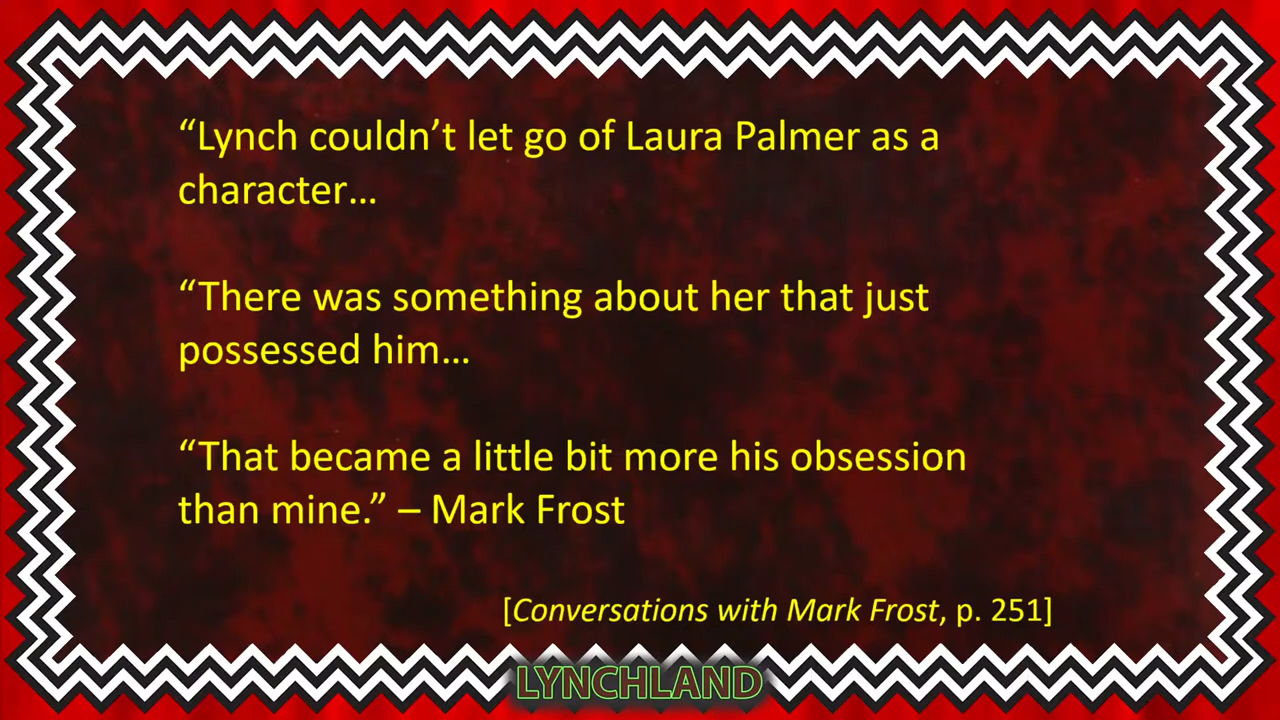 “Lynch couldn’t let go of Laura Palmer as a
character…
“There was something about her that just
possessed him…
“That became a little bit more his obsession
than mine.” – Mark Frost
[Conversations with Mark Frost, p. 251]
LYNCHLAND